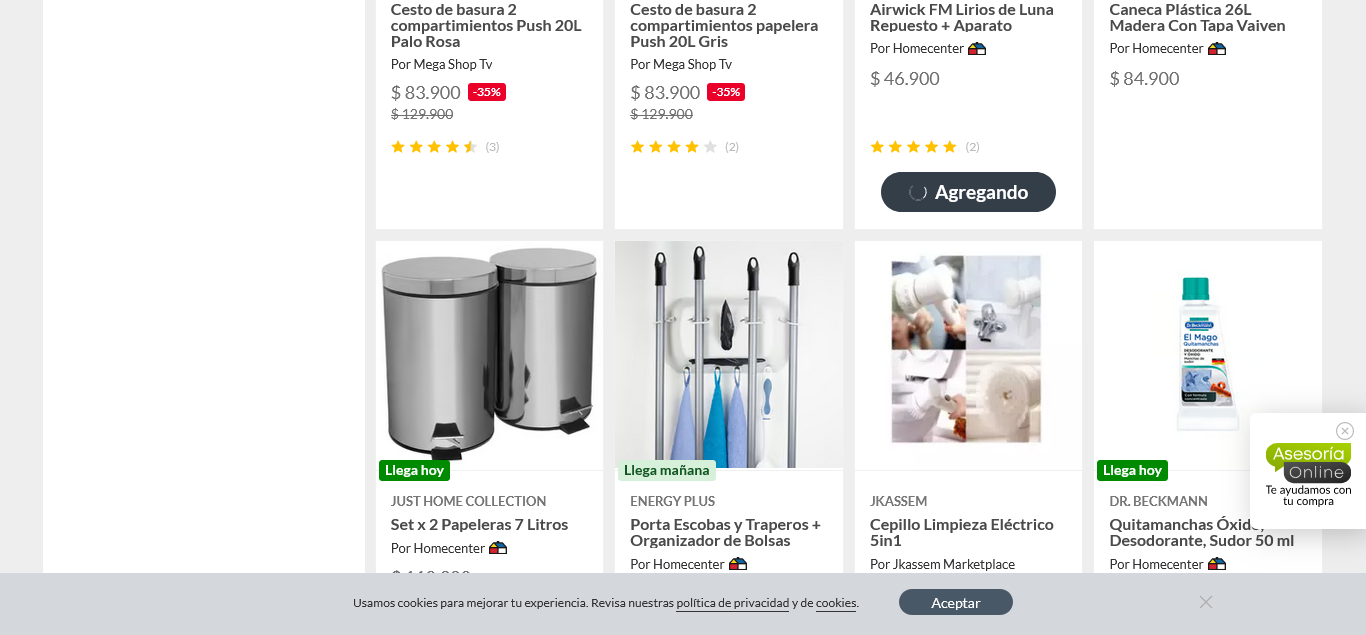 Cesto de basura 2
compartimientos Push 20L
Palo Rosa
Por Mega Shop Tv
$ 83.900 -35%
$ 129.900
(3)
Cesto de basura 2
compartimientos papelera
Push 20L Gris
Por Mega Shop Tv
$ 83.900 -35%
$ 129.900
(2)
Airwick FM Lirios de Luna
Repuesto + Aparato
Por Homecenter
$ 46.900
(2)
Agregando
Caneca Plástica 26L
Madera Con Tapa Vaiven
Por Homecenter
$ 84.900
Llega hoy
JUST HOME COLLECTION
Set x 2 Papeleras 7 Litros
Por Homecenter
Llega mañana
ENERGY PLUS
Porta Escobas y Traperos +
Organizador de Bolsas
Por Homecenter
JKASSEM
Cepillo Limpieza Eléctrico
5in1
Por Jkassem Marketplace
Dr.Beckmann
El Mago
Quitamanchas
Llega hoy
DR. BECKMANN
Quitamanchas Óxido,
Desodorante, Sudor 50 ml
Por Homecenter
Asesoría
Online
Te ayudamos con
tu compra
Usamos cookies para mejorar tu experiencia. Revisa nuestras política de privacidad y de cookies.
Aceptar